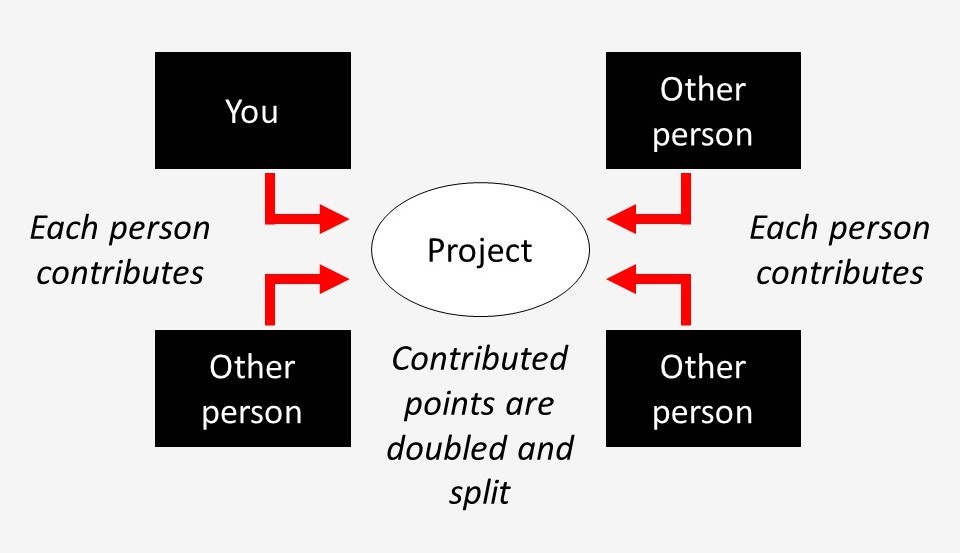 You
Other
person
Each person
contributes
Project
Each person
contributes
Other
person
Contributed
points are
doubled and
split
Other
person